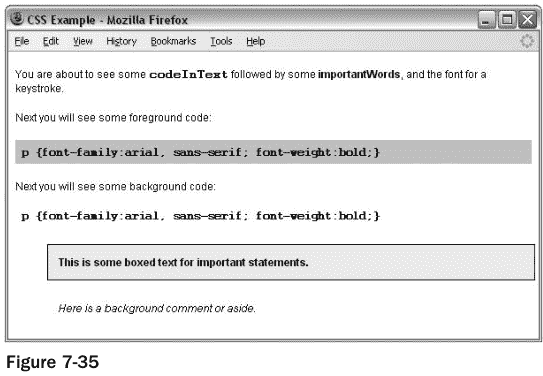 CSS Example - Mozilla Firefox
File Edit View History Bookmarks Tools Help
You are about to see some codeInText followed by some importantWords, and the font for a
keystroke.
Next you will see some foreground code:
p {font-family:arial, sans-serif; font-weight:bold;}
Next you will see some background code:
p {font-family:arial, sans-serif; font-weight:bold;}
This is some boxed text for important statements.
Here is a background comment or aside.
Figure 7-35